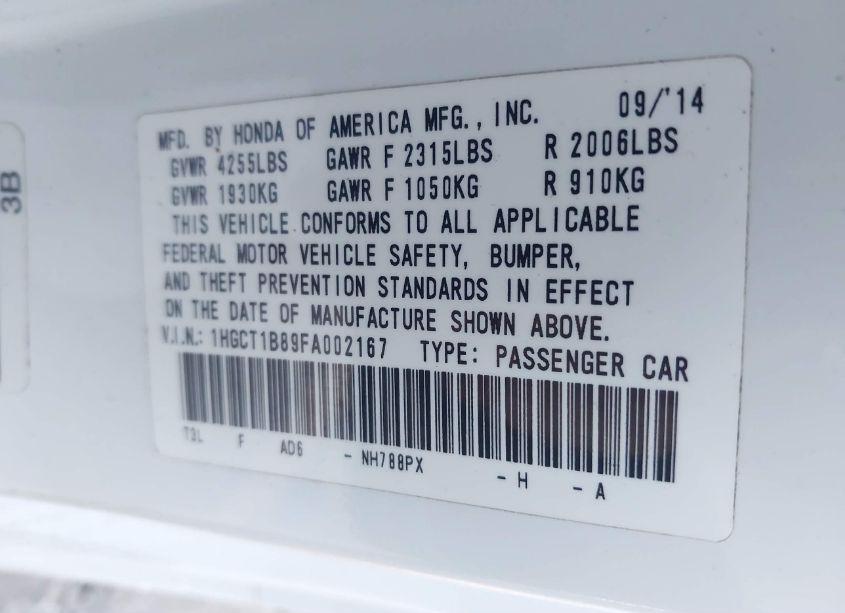 3B
MFD. BY HONDA OF AMERICA MFG., INC. 09/'14
GVWR 4255LBS GAWR F 2315LBS R 2006LBS
GVWR 1930KG GAWR F 1050KG R 910KG
THIS VEHICLE CONFORMS TO ALL APPLICABLE
FEDERAL MOTOR VEHICLE SAFETY, BUMPER,
AND THEFT PREVENTION STANDARDS IN EFFECT
ON THE DATE OF MANUFACTURE SHOWN ABOVE.
V.I.N.: 1HGCT1B89FA002167 TYPE: PASSENGER CAR
T3L F AD6 - NH788PX - H - A